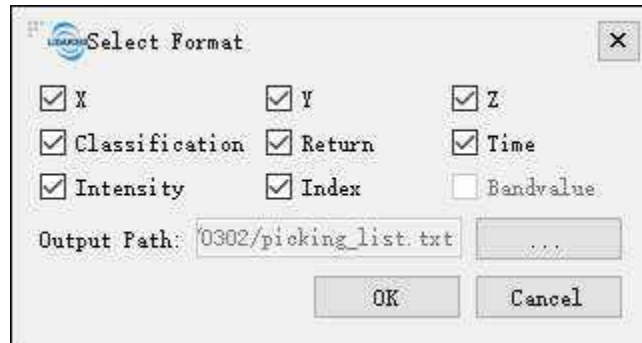 Select Format
X Y Z
Classification Return Time
Intensity Index Bandvalue
Output Path: 0302/picking_list.txt ...
OK Cancel